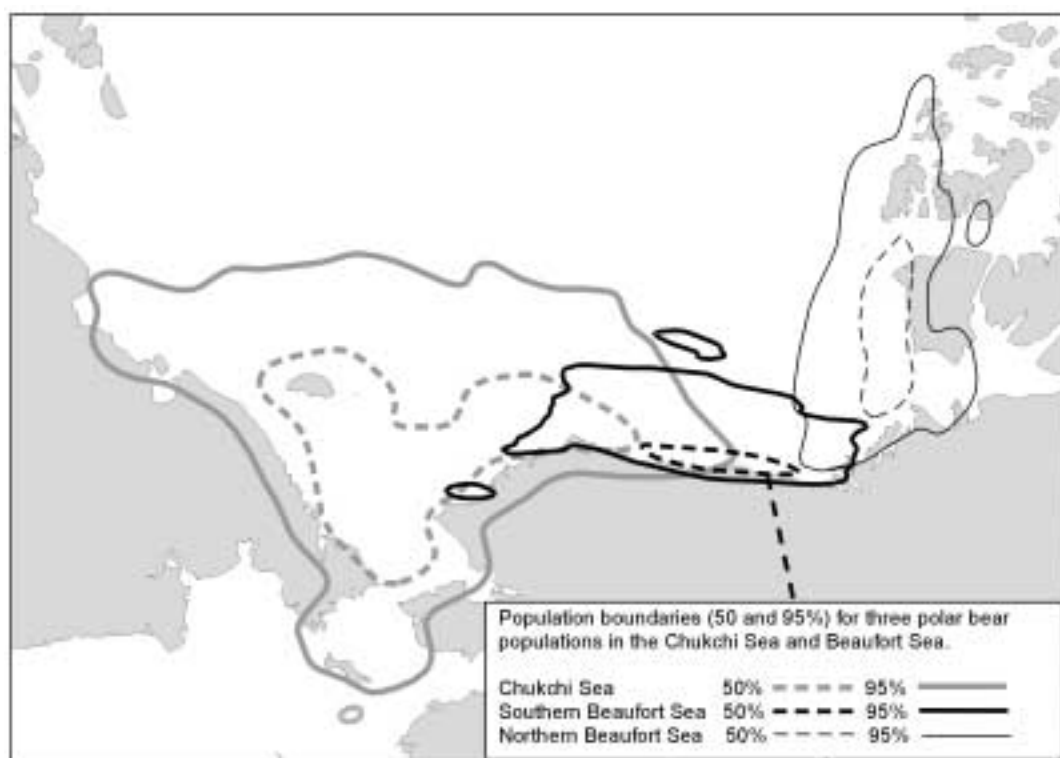 Population boundaries (50 and 95%) for three polar bear
populations in the Chukchi Sea and Beaufort Sea.
Chukchi Sea 50% 95%
Southern Beaufort Sea 50% 95%
Northern Beaufort Sea 50% 95%